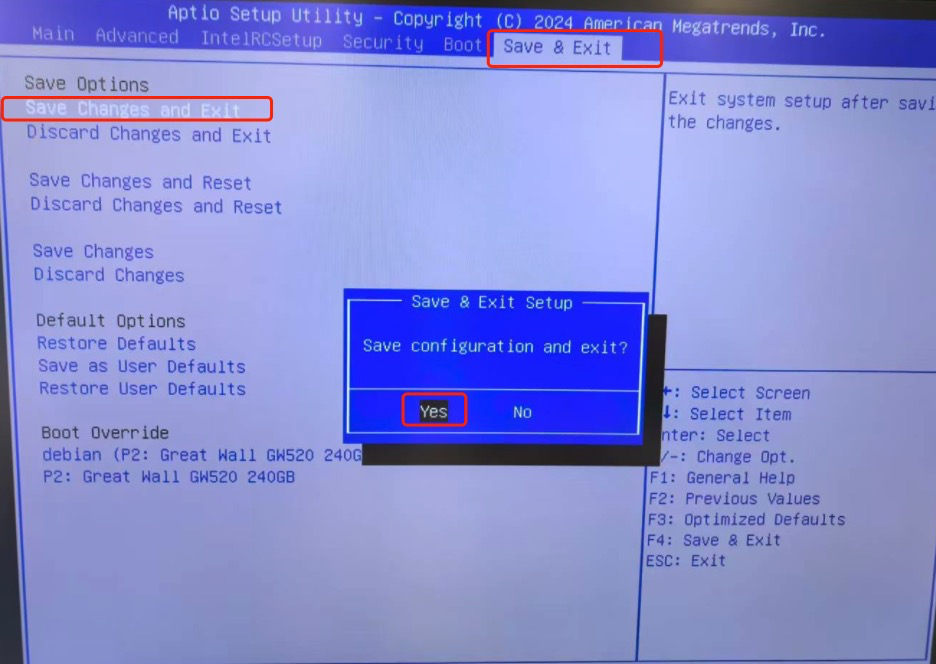 Aptio Setup Utility - Copyright (C) 2024 American Megatrends, Inc.
Main Advanced IntelRCSetup Security Boot Save & Exit
Save Options
Save Changes and Exit
Discard Changes and Exit
Save Changes and Reset
Discard Changes and Reset
Save Changes
Discard Changes
Default Options
Restore Defaults
Save as User Defaults
Restore User Defaults
Boot Override
debian (P2: Great Wall GW520 240G
P2: Great Wall GW520 240GB
Save & Exit Setup
Save configuration and exit?
Yes No
Exit system setup after savi
the changes.
: Select Screen
: Select Item
nter: Select
/-: Change Opt.
F1: General Help
F2: Previous Values
F3: Optimized Defaults
F4: Save & Exit
ESC: Exit